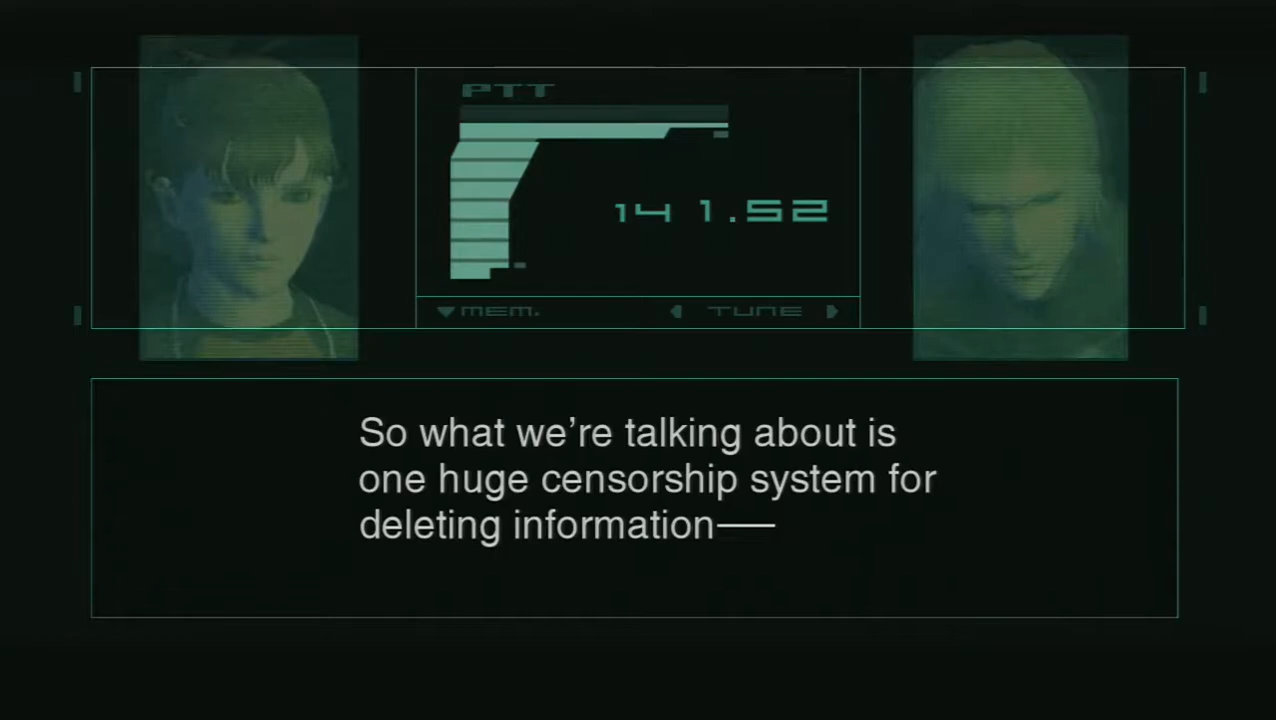 PTT
141.52
MEM.
TUNE
So what we're talking about is
one huge censorship system for
deleting information——